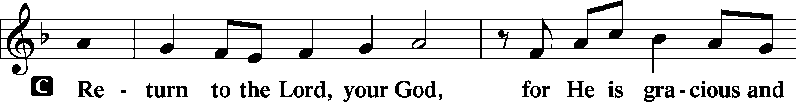 C Re - turn to the Lord, your God, for He is gra - cious and